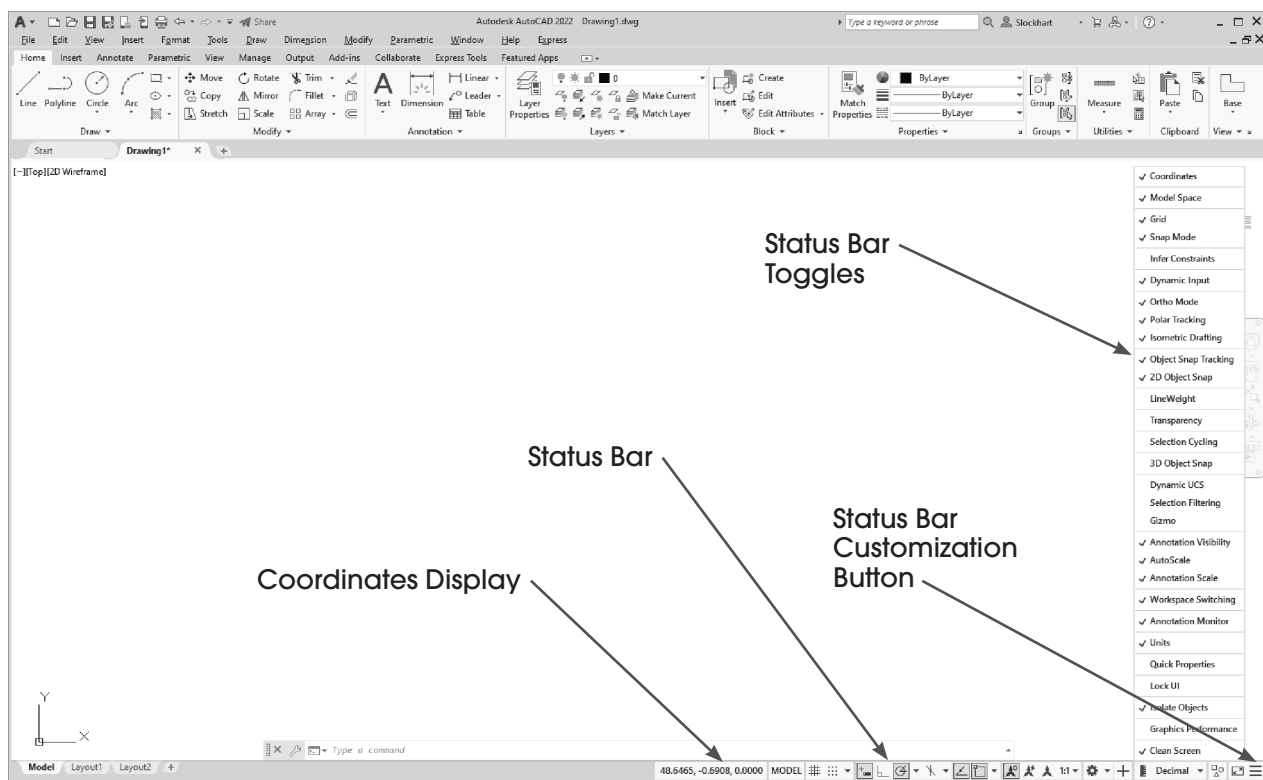 A Share Autodesk AutoCAD 2022 Drawing1.dwg Type a keyword or phrase Slockhart ?
File Edit View Insert Format Tools Draw Dimension Modify Parametric Window Help Express
Home Insert Annotate Parametric View Manage Output Add-ins Collaborate Express Tools Featured Apps
Move Rotate Trim Linear 0 Create ByLayer
Copy Mirror Fillet Leader Make Current Edit ByLayer
Line Polyline Circle Arc Text Dimension Layer Properties Insert Match Properties Group Measure Paste Base
Stretch Scale Array Table Match Layer Edit Attributes ByLayer
Draw Modify Annotation Layers Block Properties Groups Utilities Clipboard View
Start Drawing1* +
[−][Top][2D Wireframe]
Coordinates
Model Space
Grid
Snap Mode
Infer Constraints
Dynamic Input
Ortho Mode
Polar Tracking
Isometric Drafting
Object Snap Tracking
2D Object Snap
LineWeight
Transparency
Selection Cycling
3D Object Snap
Dynamic UCS
Selection Filtering
Gizmo
Annotation Visibility
AutoScale
Annotation Scale
Workspace Switching
Annotation Monitor
Units
Quick Properties
Lock UI
Isolate Objects
Graphics Performance
Clean Screen
Status Bar
Toggles
Status Bar
Status Bar
Customization
Button
Coordinates Display
Y
X
Type a command
Model Layout1 Layout2 + 48.6465, -0.6908, 0.0000 MODEL 1:1 Decimal